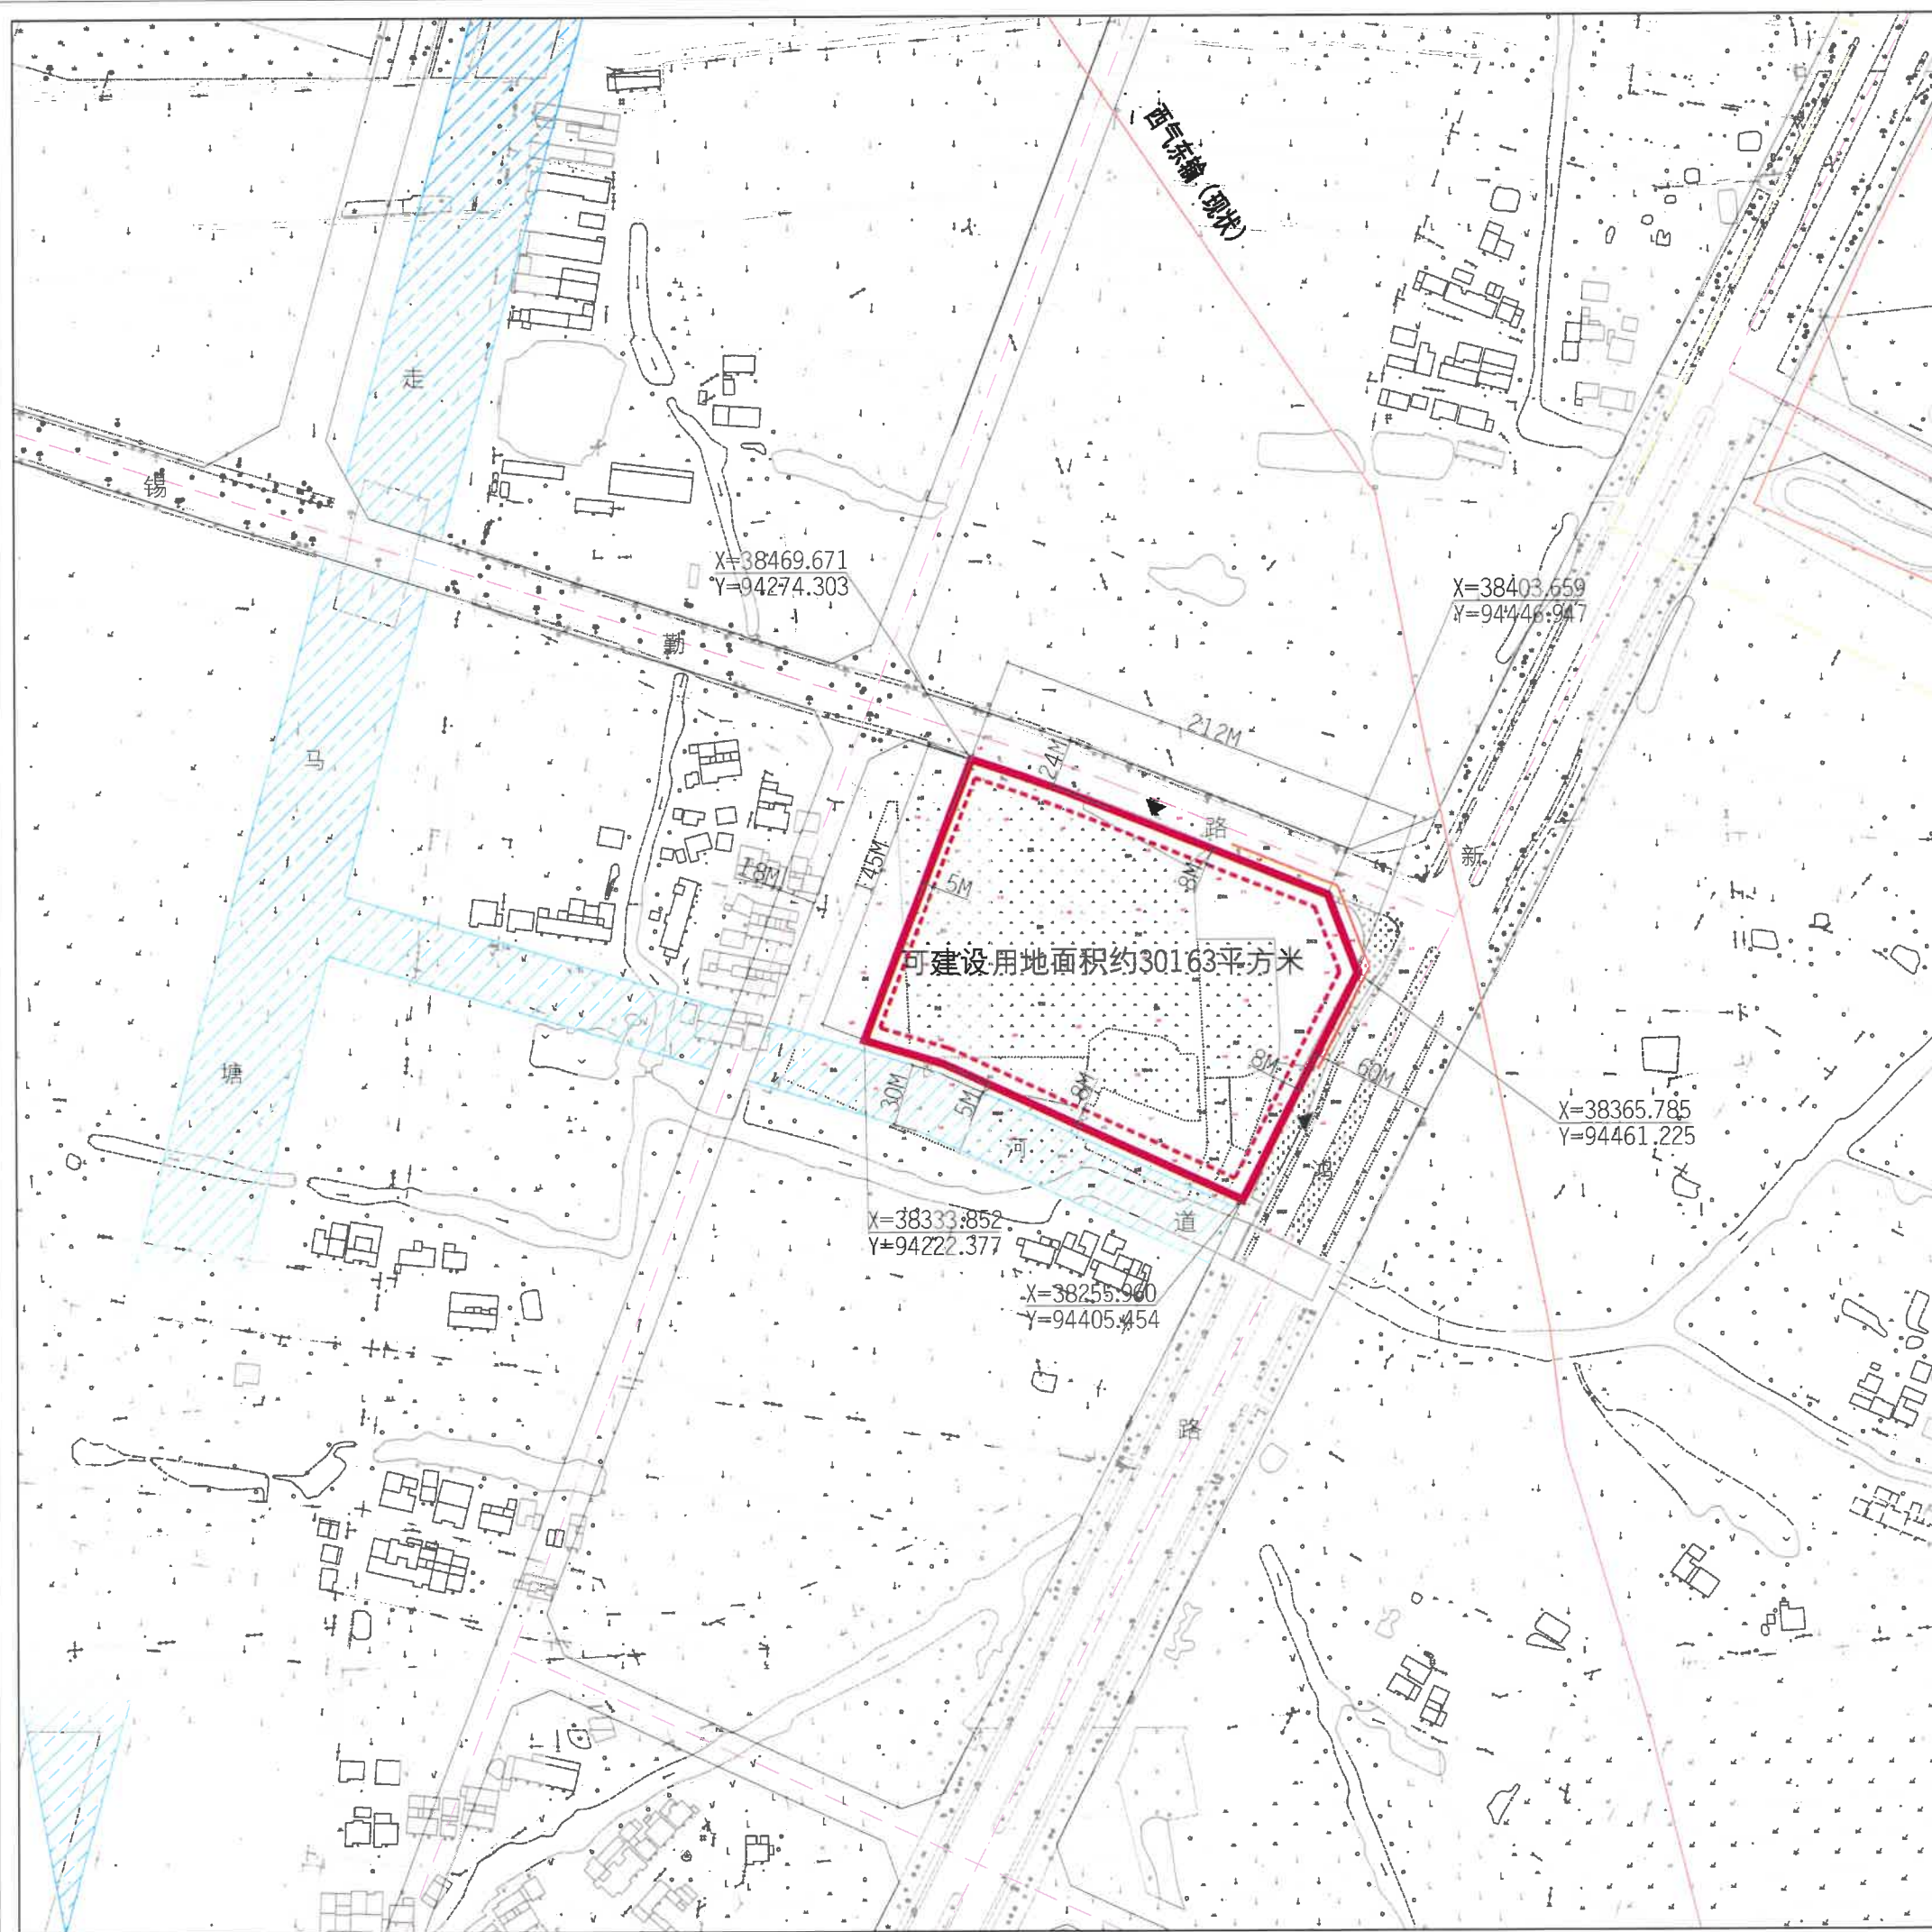 西气东输（现状）
走
锡
X=38469.671
Y=94274.303
勤
X=38403.659
Y=94446.947
马
212M
24M
路
新
145M
18M
5M
8M
可建设用地面积约30163平方米
塘
30M
5M
8M
8M
60M
X=38365.785
Y=94461.225
河
鸿
道
X=38333.852
Y=94222.377
X=38255.960
Y=94405.454
路